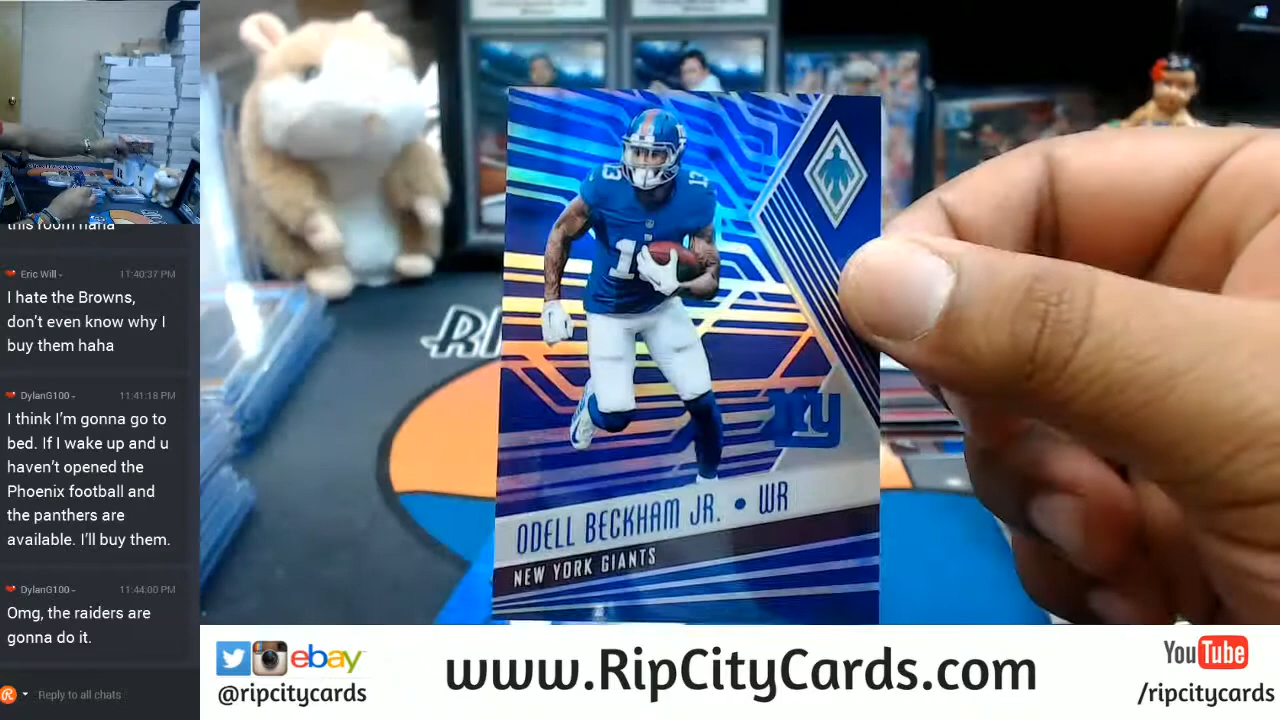 this room haha
Eric Will
11:40:37 PM
I hate the Browns,
don't even know why I
buy them haha
DylanG100
11:41:18 PM
I think I'm gonna go to
bed. If I wake up and u
haven't opened the
Phoenix football and
the panthers are
available. I'll buy them.
DylanG100
11:44:00 PM
Omg, the raiders are
gonna do it.
Reply to all chats
13
13
NY
ODELL BECKHAM JR. • WR
NEW YORK GIANTS
RI
ebay
@ripcitycards
www.RipCityCards.com
YouTube
/ripcitycards